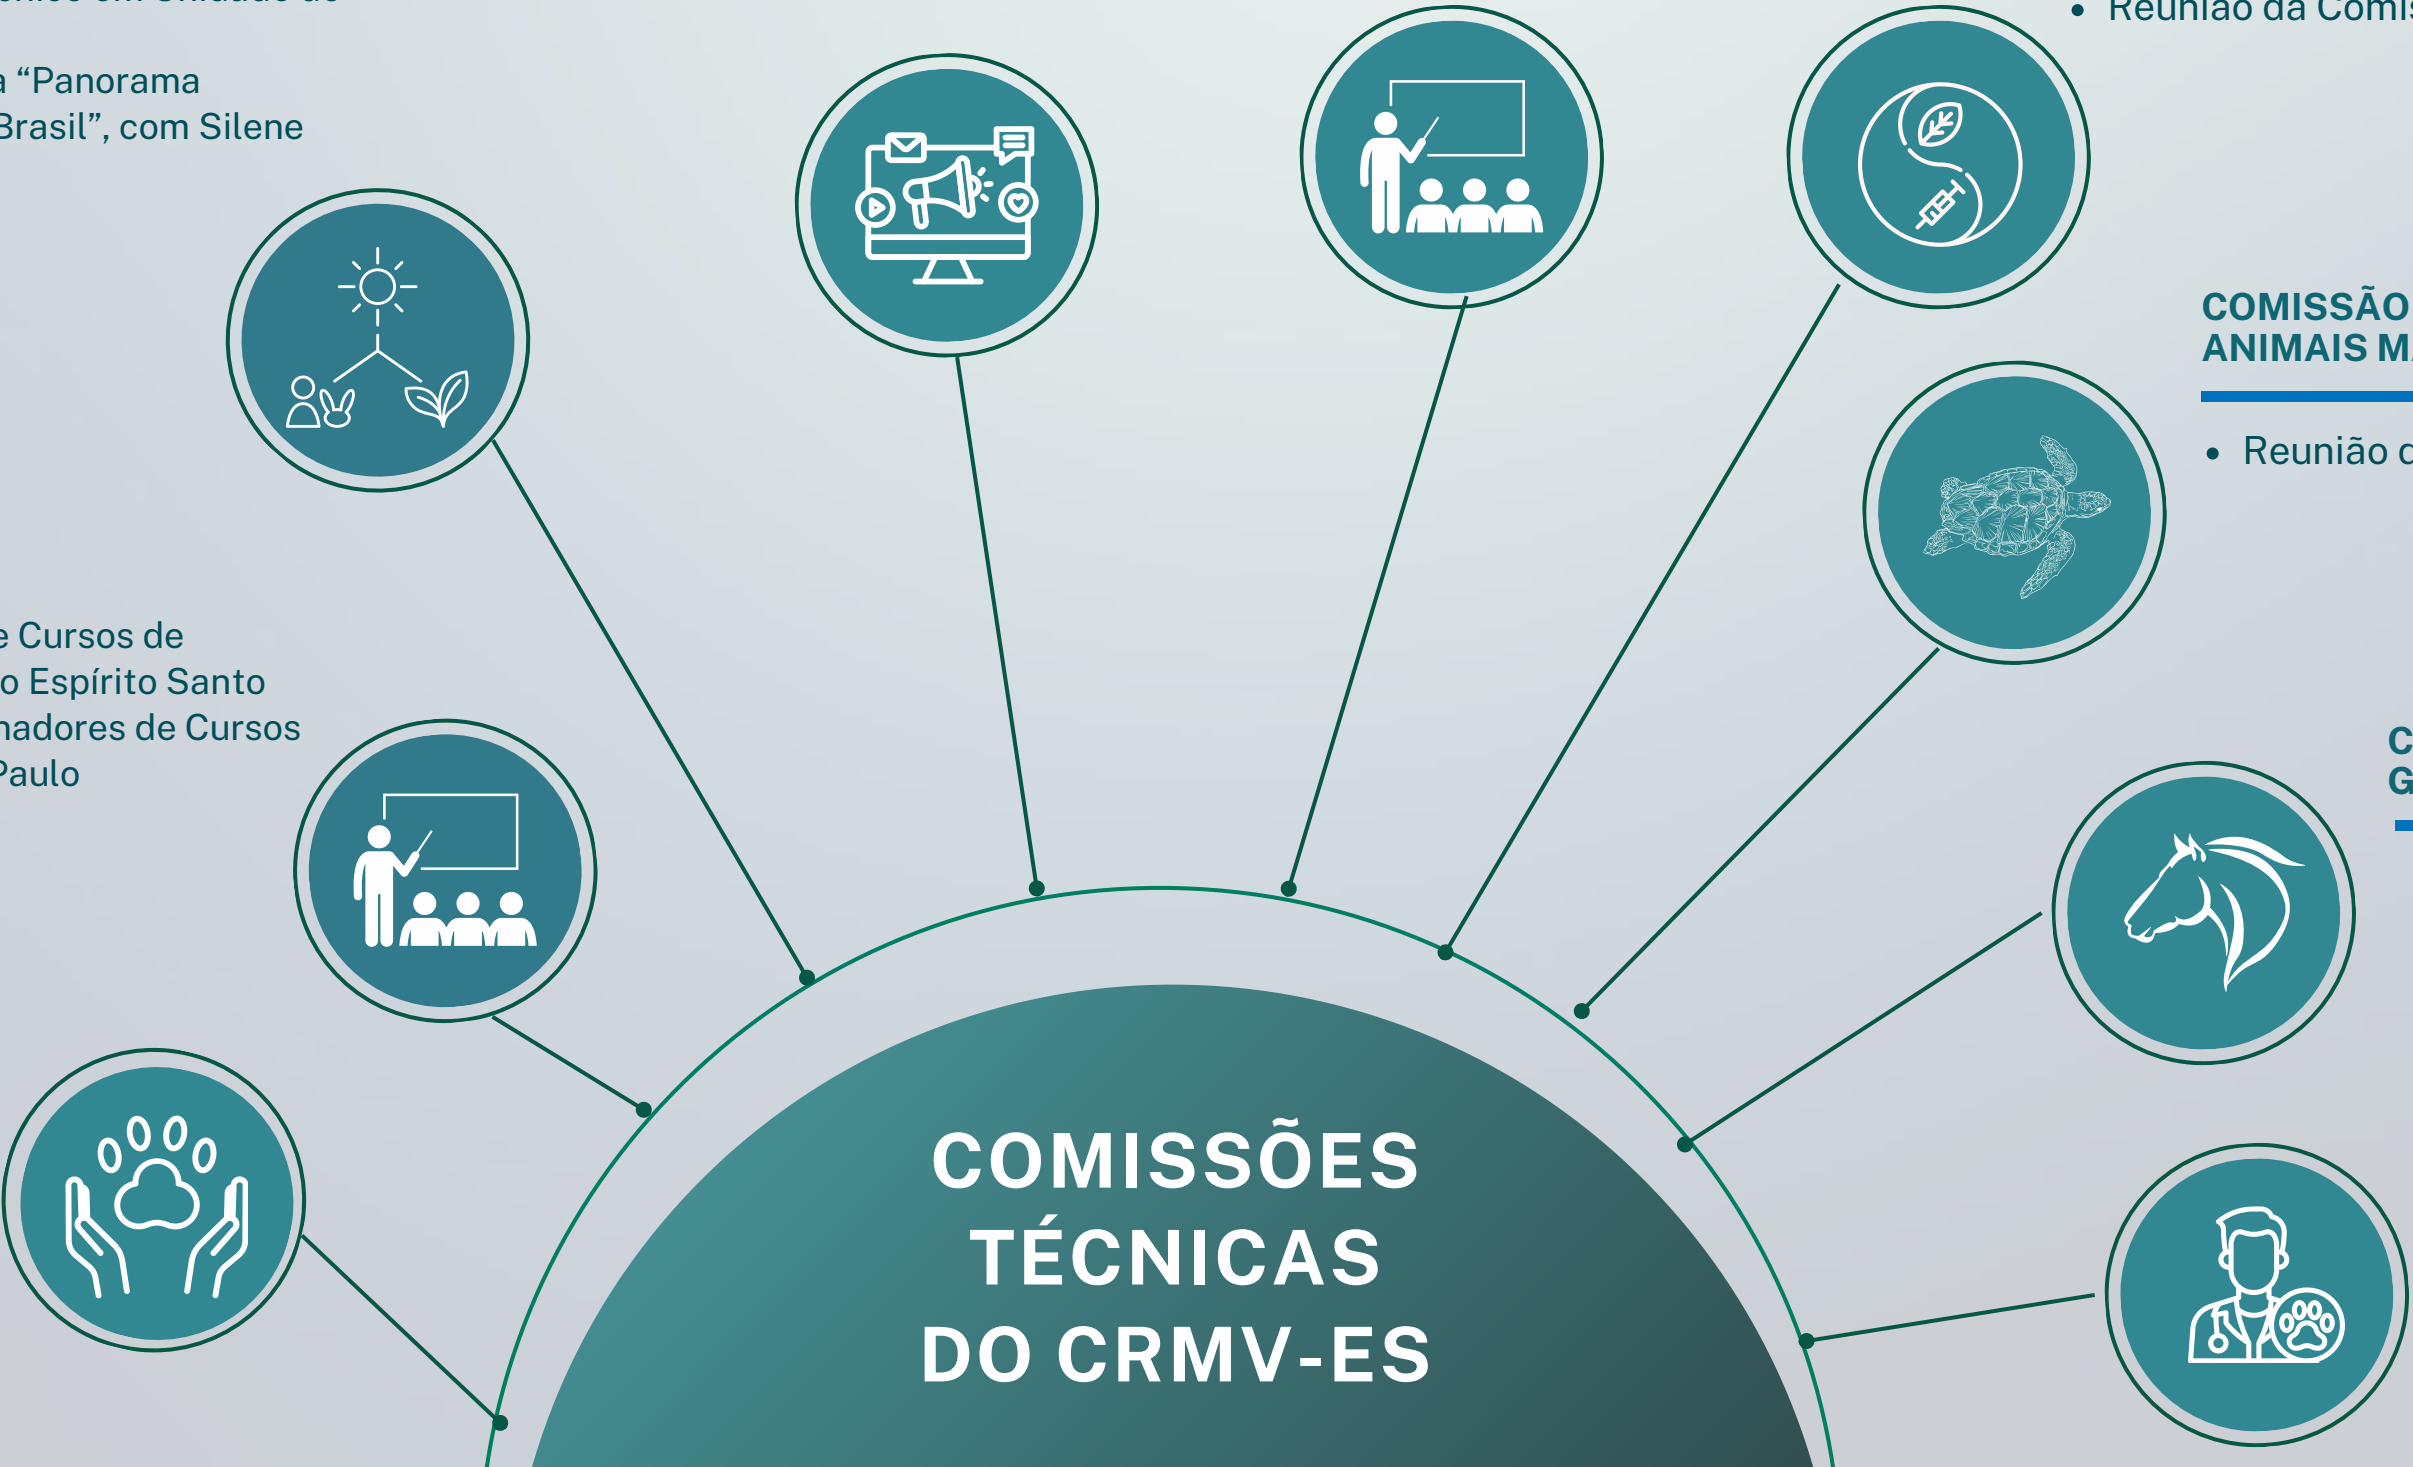 a “Panorama
Brasil”, com Silene
Reunião da Comis
COMISSÃO
ANIMAIS MA
• Reunião d
e Cursos de
o Espírito Santo
nadores de Cursos
Paulo
C
G
COMISSÕES
TÉCNICAS
DO CRMV-ES